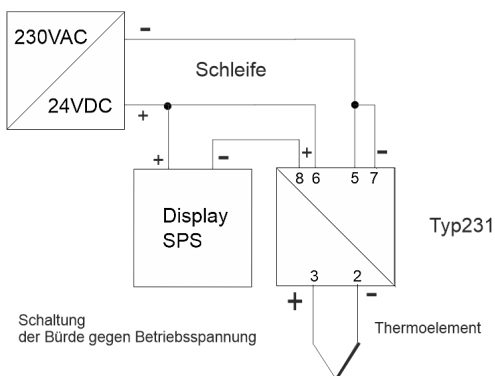 230VAC
-
Schleife
24VDC
+
+
-
+
-
8 6 5 7
Display
SPS
Typ231
3 2
+
-
Schaltung
der Bürde gegen Betriebsspannung
Thermoelement